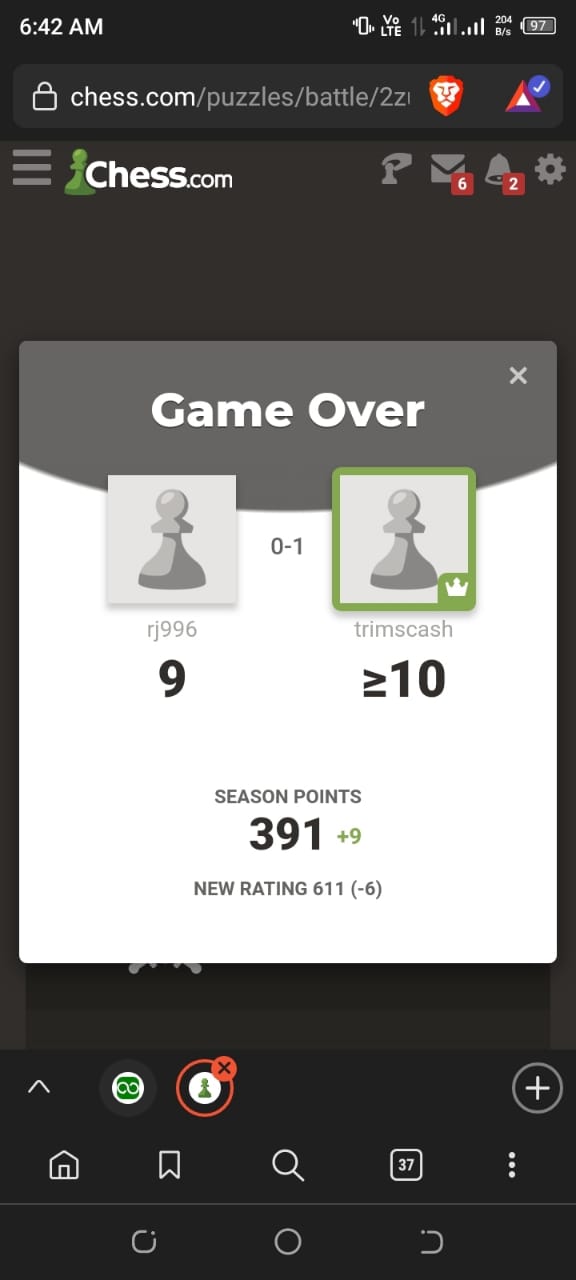 6:42 AM
Vo LTE 4G 204 B/s 97
chess.com/puzzles/battle/2z
Chess.com
6 2
Game Over
0-1
rj996 trimscash
9 ≥10
SEASON POINTS
391 +9
NEW RATING 611 (-6)
37